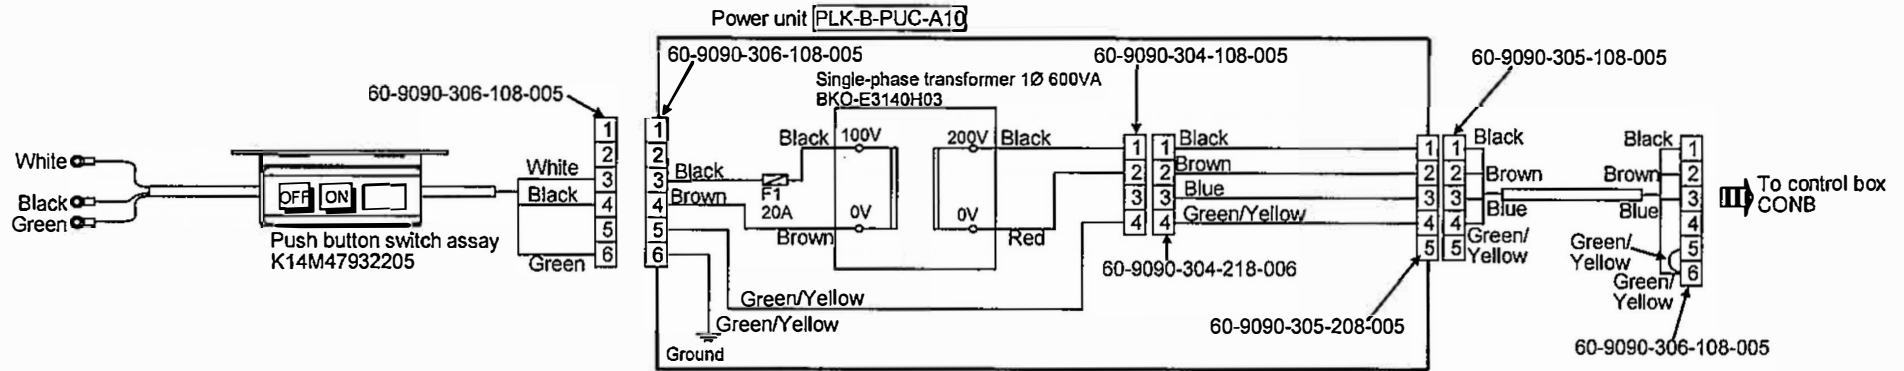 Power unit PLK-B-PUC-A10
60-9090-306-108-005
60-9090-306-108-005
Single-phase transformer 1Ø 600VA
BKO-E3140H03
60-9090-304-108-005
60-9090-305-108-005
White
Black
Green
OFF ON
Push button switch assay
K14M47932205
White
Black
Green
1
2
3
4
5
6
1
2
3
4
5
6
Black
Brown
F1
20A
Black
Brown
100V
0V
200V
0V
Black
Red
Green/Yellow
Green/Yellow
Ground
1
2
3
4
1
2
3
4
Black
Brown
Blue
Green/Yellow
60-9090-304-218-006
1
2
3
4
5
1
2
3
4
5
Black
Brown
Blue
Green/
Yellow
60-9090-305-208-005
Black
Brown
Blue
Green/
Yellow
Green/
Yellow
1
2
3
4
5
6
60-9090-306-108-005
To control box
CONB